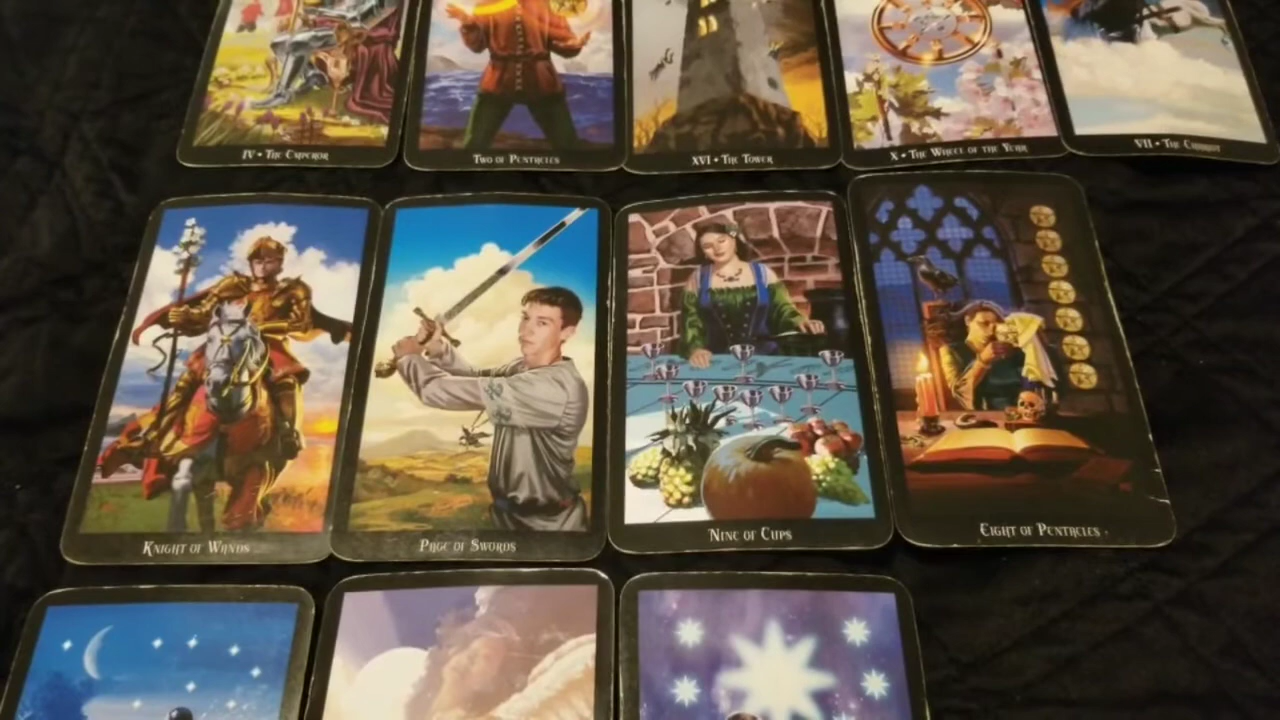 IV • The Emperor
Two of Pentacles
XVI • The Tower
X • The Wheel of the Year
VII • The Chariot
Knight of Wands
Page of Swords
Nine of Cups
Eight of Pentacles